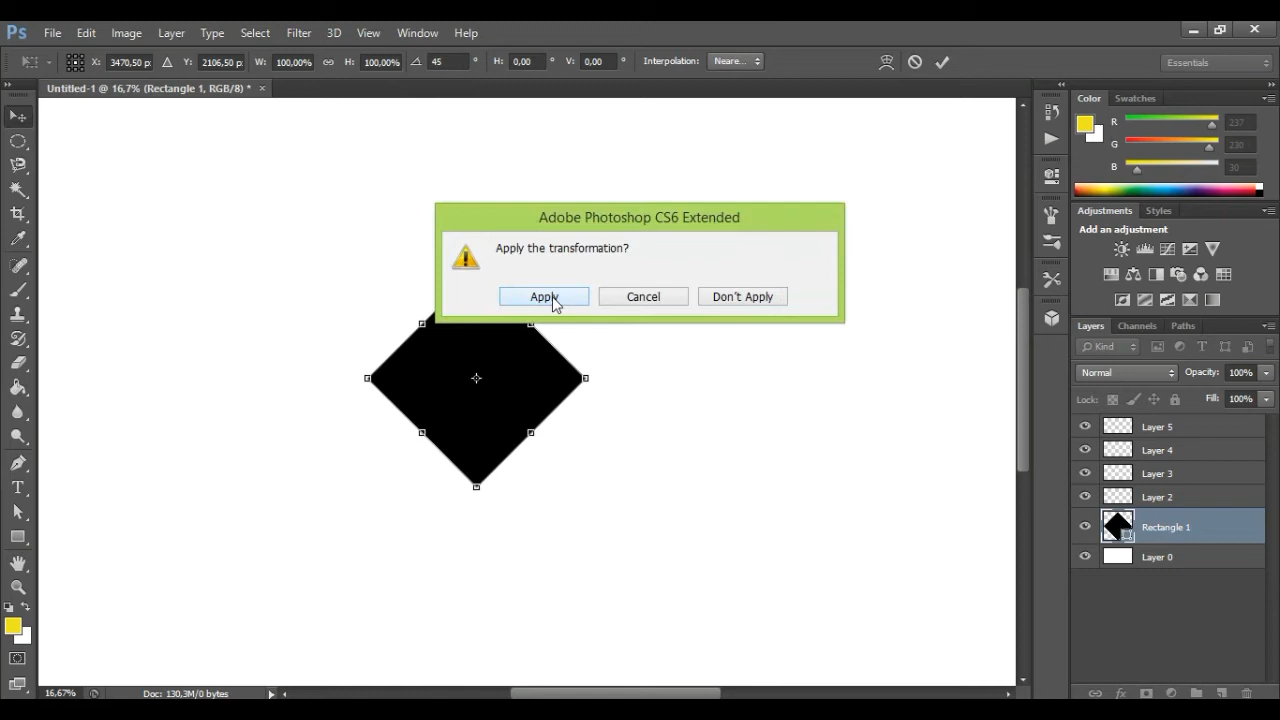 Ps File Edit Image Layer Type Select Filter 3D View Window Help
X: 3470,50 p: Y: 2106,50 p: W: 100,00% H: 100,00% 45 ° H: 0,00 ° V: 0,00 ° Interpolation: Neare... Essentials
Untitled-1 @ 16,7% (Rectangle 1, RGB/8) * ×
Color Swatches
R 237
G 230
B 30
Adjustments Styles
Add an adjustment
Adobe Photoshop CS6 Extended
Apply the transformation?
Apply Cancel Don't Apply
Layers Channels Paths
Kind
Normal Opacity: 100%
Lock: Fill: 100%
Layer 5
Layer 4
Layer 3
Layer 2
Rectangle 1
Layer 0
16,67% Doc: 130,3M/0 bytes